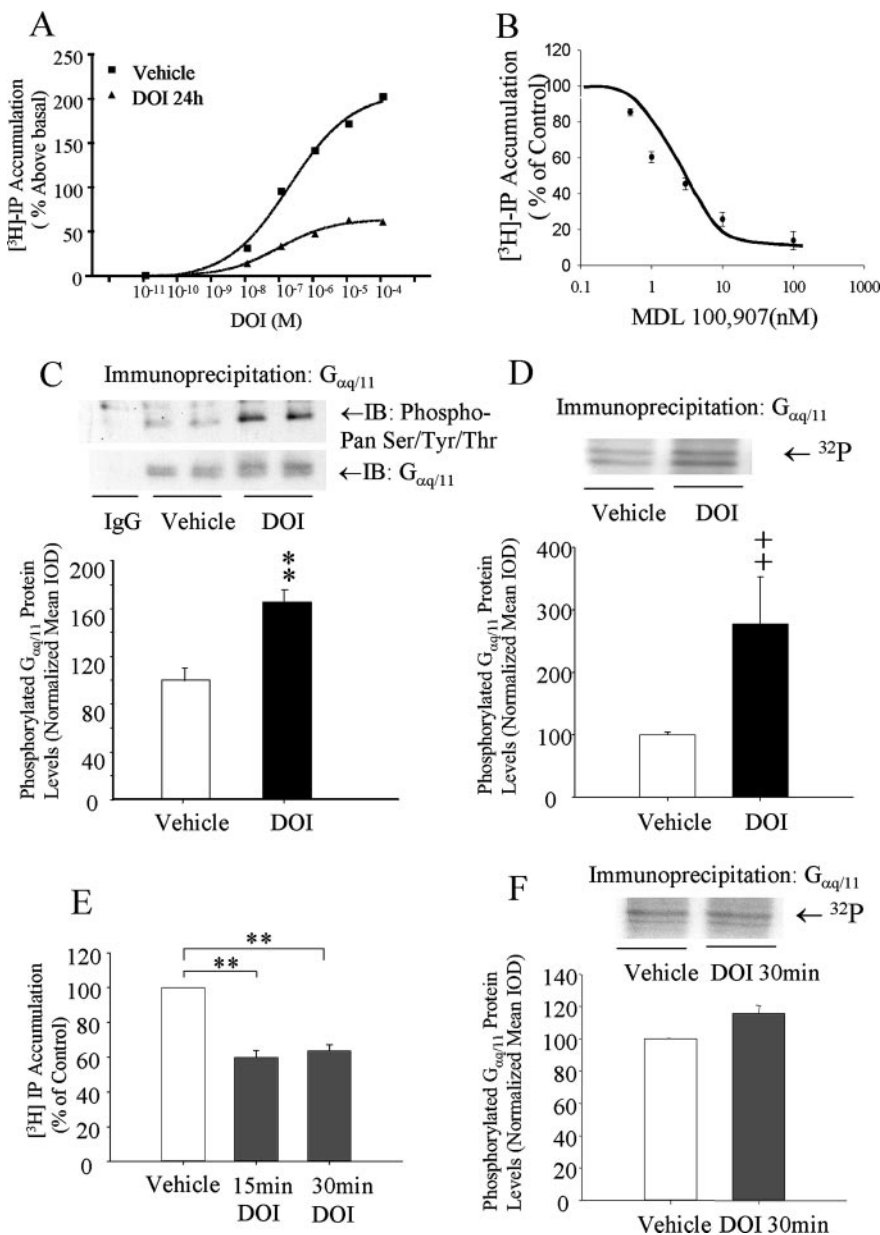 A
[³H]-IP Accumulation
( % Above basal)
250
200
150
100
50
0
■ Vehicle
▲ DOI 24h
10⁻¹¹ 10⁻¹⁰ 10⁻⁹ 10⁻⁸ 10⁻⁷ 10⁻⁶ 10⁻⁵ 10⁻⁴
DOI (M)
B
[³H]-IP Accumulation
( % of Control)
120
100
80
60
40
20
0
0.1 1 10 100 1000
MDL 100,907(nM)
C
Immunoprecipitation: Gαq/11
←IB: Phospho-
Pan Ser/Tyr/Thr
←IB: Gαq/11
IgG Vehicle DOI
Phosphorylated Gαq/11 Protein
Levels (Normalized Mean IOD)
200
160
120
80
40
0
**
Vehicle DOI
D
Immunoprecipitation: Gαq/11
← ³²P
Vehicle DOI
Phosphorylated Gαq/11 Protein
Levels (Normalized Mean IOD)
400
300
200
100
0
++
Vehicle DOI
E
[³H] IP Accumulation
(% of Control)
120
100
80
60
40
20
0
**
**
Vehicle 15min 30min
DOI DOI
F
Immunoprecipitation: Gαq/11
← ³²P
Vehicle DOI 30min
Phosphorylated Gαq/11 Protein
Levels (Normalized Mean IOD)
140
120
100
80
60
40
20
0
Vehicle DOI 30min